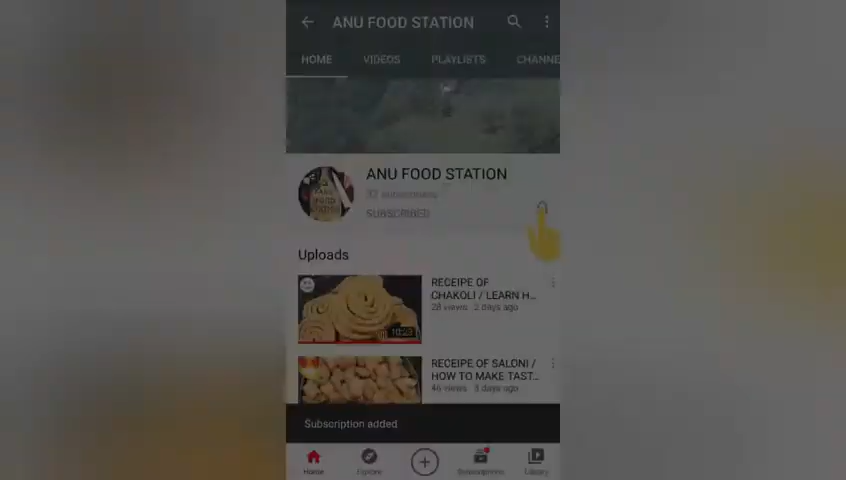 ANU FOOD STATION
HOME VIDEOS PLAYLISTS CHANNE
ANU FOOD STATION
37 subscribers
SUBSCRIBED
Uploads
RECEIPE OF
CHAKOLI / LEARN H...
28 views · 2 days ago
10:23
RECEIPE OF SALONI /
HOW TO MAKE TAST...
46 views · 3 days ago
Subscription added
Home Explore Subscriptions Library